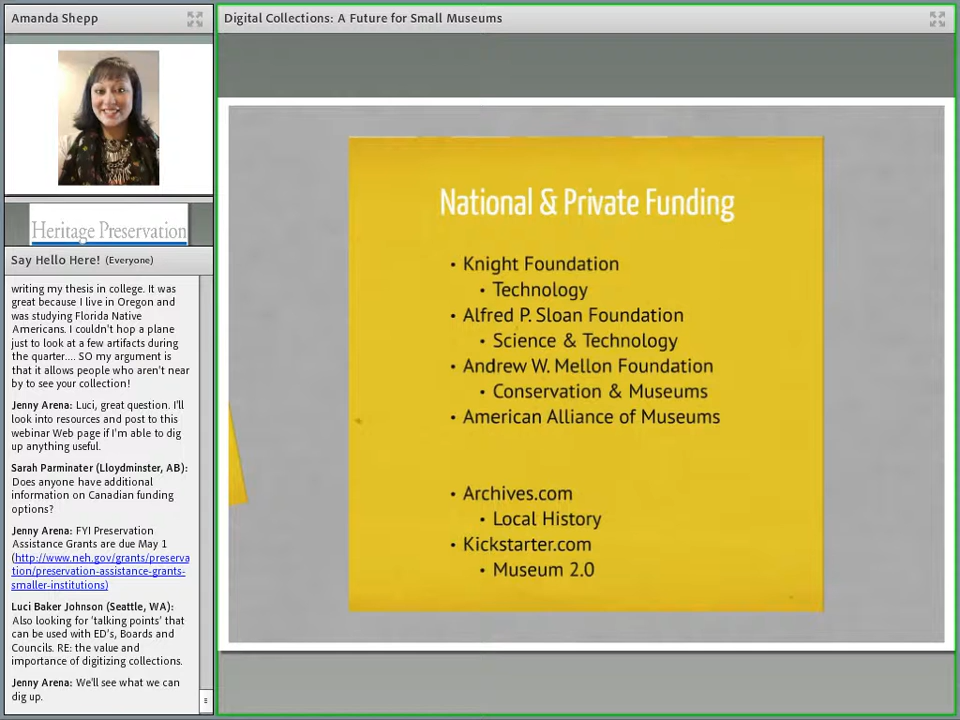 Amanda Shepp
Digital Collections: A Future for Small Museums
Heritage Preservation
Say Hello Here! (Everyone)
writing my thesis in college. It was
great because I live in Oregon and
was studying Florida Native
Americans. I couldn't hop a plane
just to look at a few artifacts during
the quarter.... SO my argument is
that it allows people who aren't near
by to see your collection!
Jenny Arena: Luci, great question. I'll
look into resources and post to this
webinar Web page if I'm able to dig
up anything useful.
Sarah Parminater (Lloydminster, AB):
Does anyone have additional
information on Canadian funding
options?
Jenny Arena: FYI Preservation
Assistance Grants are due May 1
(http://www.neh.gov/grants/preserva
tion/preservation-assistance-grants-
smaller-institutions)
Luci Baker Johnson (Seattle, WA):
Also looking for 'talking points' that
can be used with ED's, Boards and
Councils. RE: the value and
importance of digitizing collections.
Jenny Arena: We'll see what we can
dig up.
National & Private Funding
• Knight Foundation
• Technology
• Alfred P. Sloan Foundation
• Science & Technology
• Andrew W. Mellon Foundation
• Conservation & Museums
• American Alliance of Museums
• Archives.com
• Local History
• Kickstarter.com
• Museum 2.0